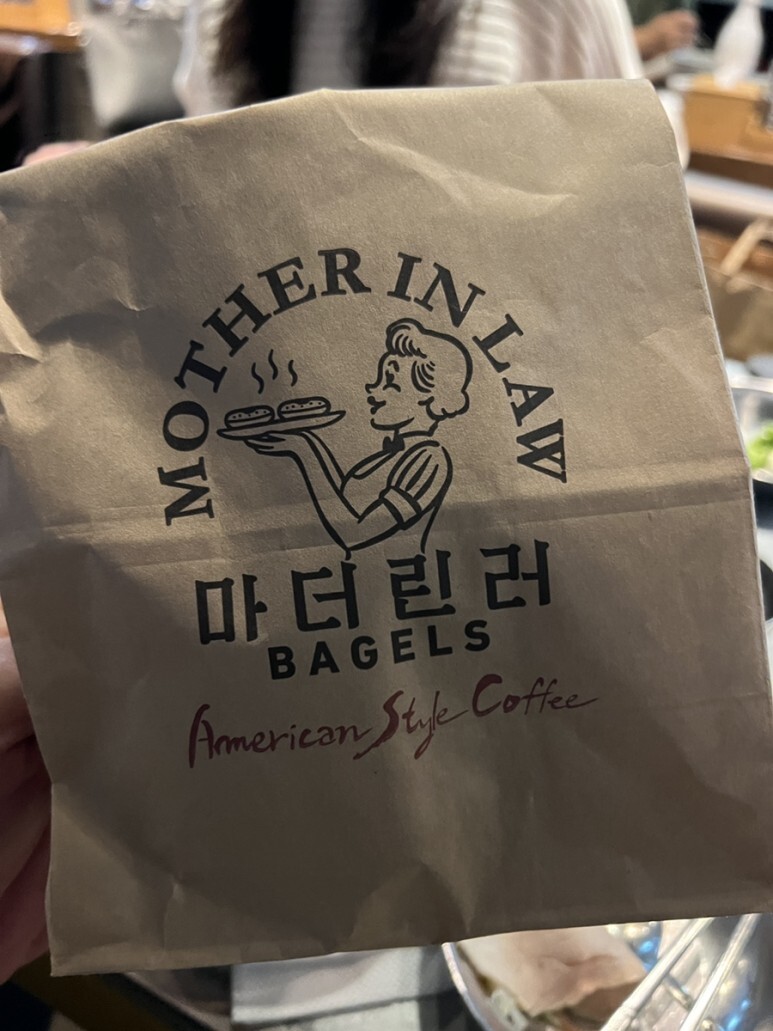 MOTHER IN LAW
마더린러
BAGELS
American Style Coffee